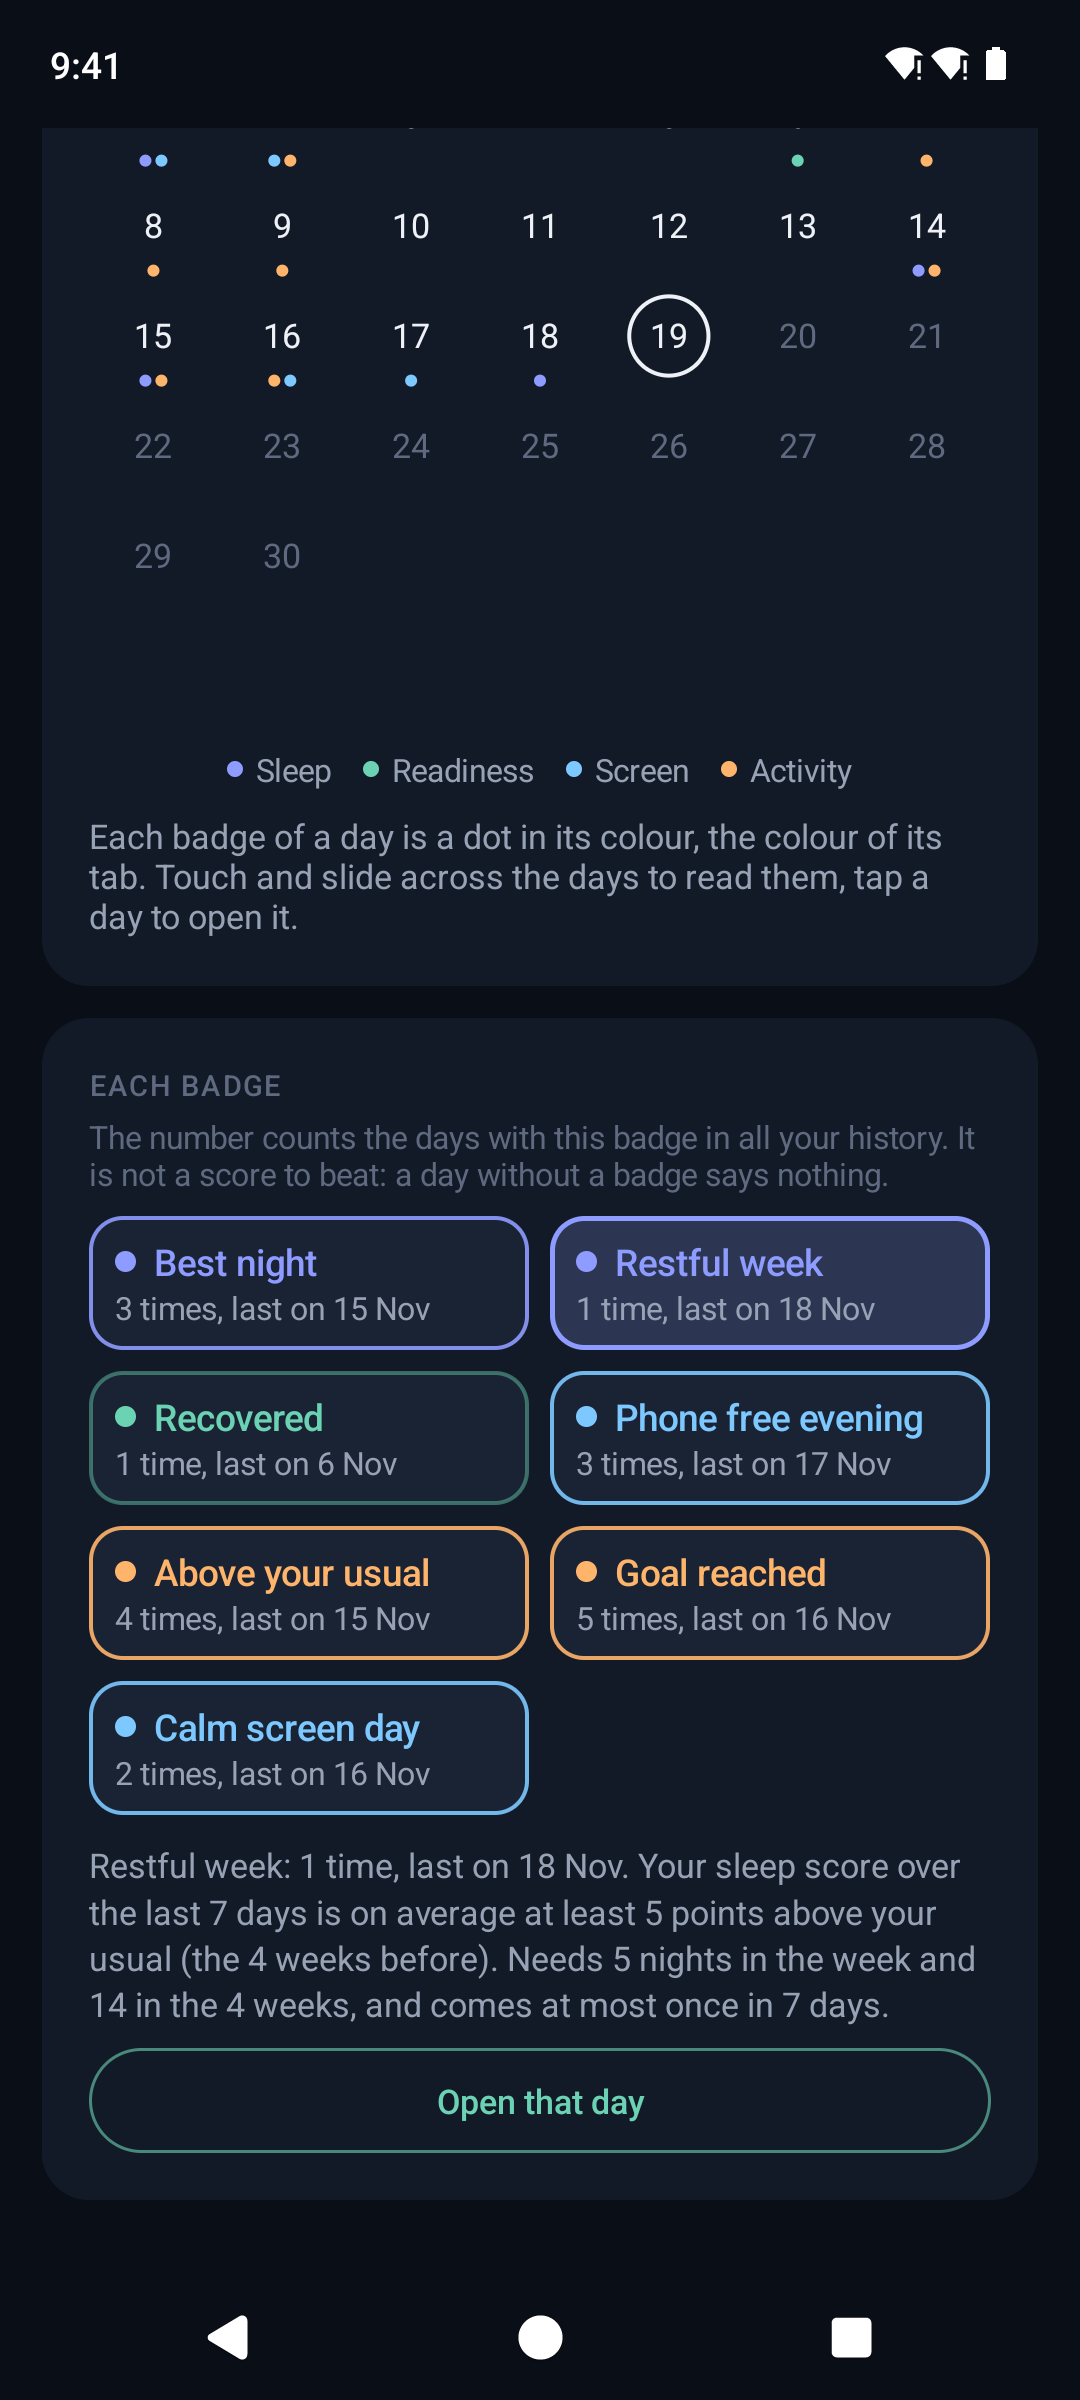 9:41
8 9 10 11 12 13 14
15 16 17 18 19 20 21
22 23 24 25 26 27 28
29 30
Sleep Readiness Screen Activity
Each badge of a day is a dot in its colour, the colour of its
tab. Touch and slide across the days to read them, tap a
day to open it.
EACH BADGE
The number counts the days with this badge in all your history. It
is not a score to beat: a day without a badge says nothing.
Best night
3 times, last on 15 Nov
Restful week
1 time, last on 18 Nov
Recovered
1 time, last on 6 Nov
Phone free evening
3 times, last on 17 Nov
Above your usual
4 times, last on 15 Nov
Goal reached
5 times, last on 16 Nov
Calm screen day
2 times, last on 16 Nov
Restful week: 1 time, last on 18 Nov. Your sleep score over
the last 7 days is on average at least 5 points above your
usual (the 4 weeks before). Needs 5 nights in the week and
14 in the 4 weeks, and comes at most once in 7 days.
Open that day